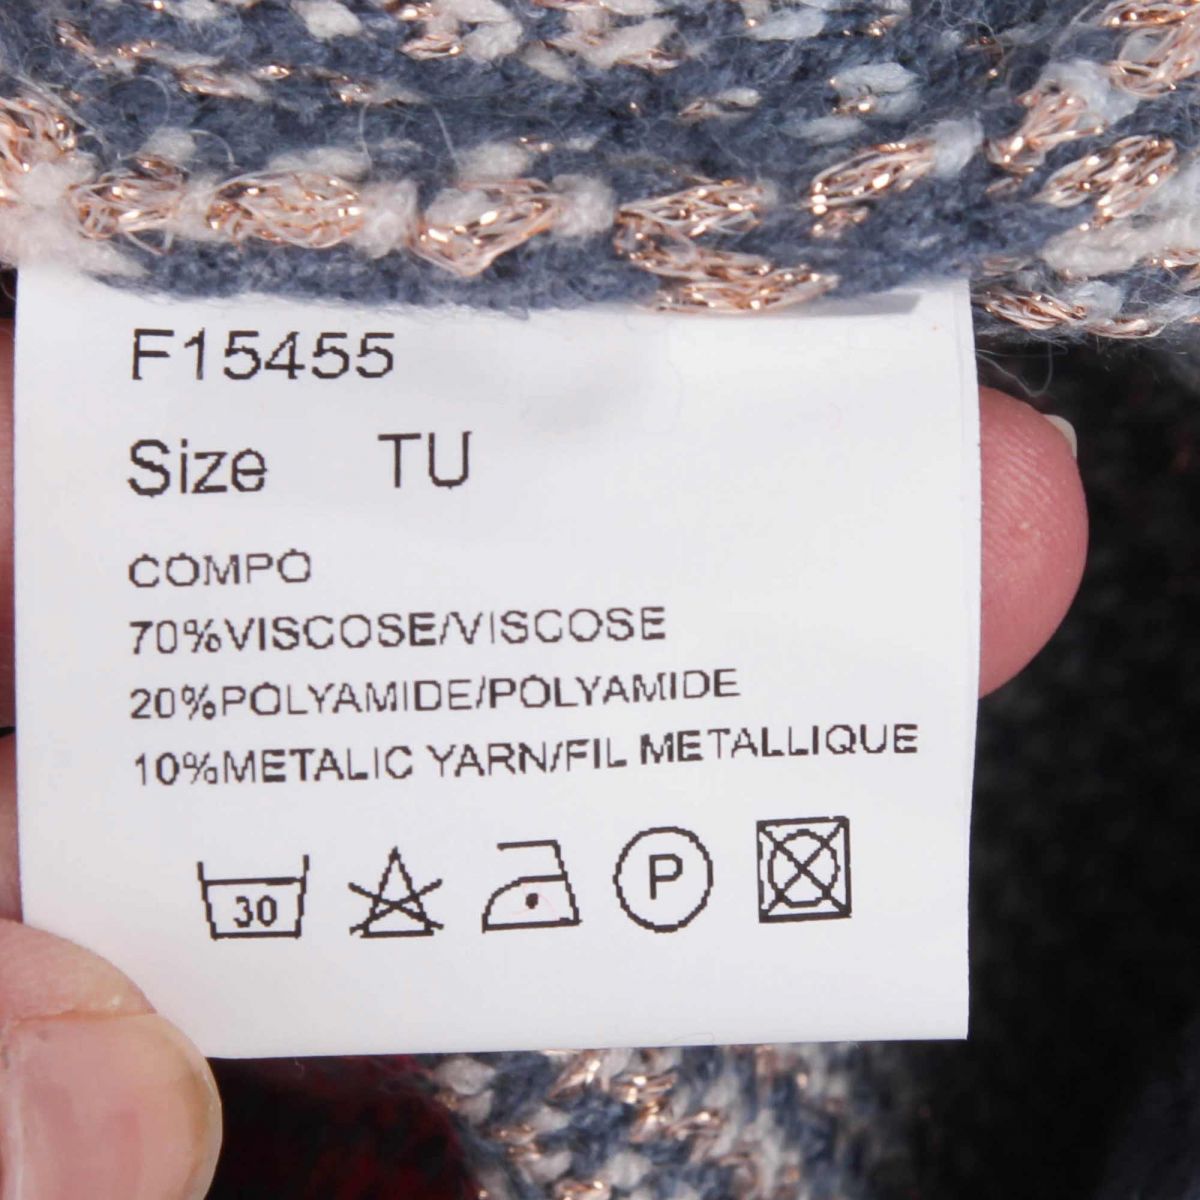 F15455
Size TU
COMPO
70%VISCOSE/VISCOSE
20%POLYAMIDE/POLYAMIDE
10%METALIC YARN/FIL METALLIQUE
30 P